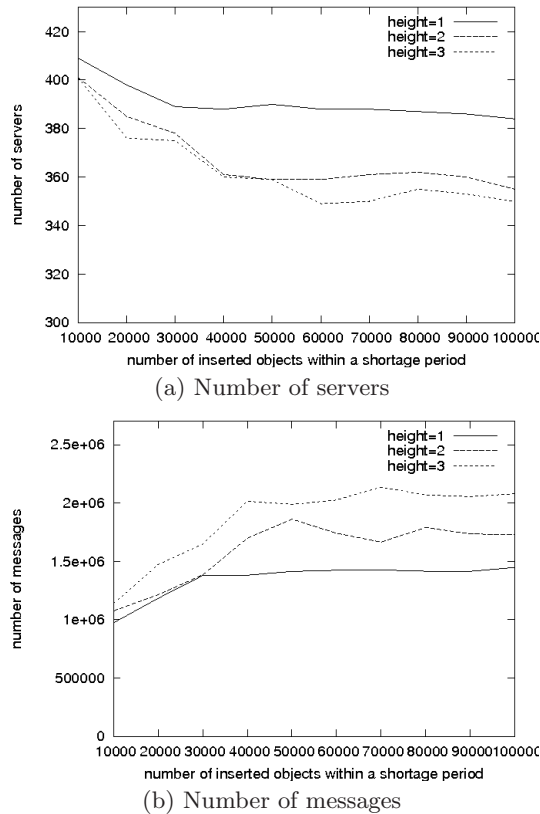 420
400
380
360
340
320
300
number of servers
height=1
height=2
height=3
10000 20000 30000 40000 50000 60000 70000 80000 90000 100000
number of inserted objects within a shortage period
(a) Number of servers
2.5e+06
2e+06
1.5e+06
1e+06
500000
0
number of messages
height=1
height=2
height=3
10000 20000 30000 40000 50000 60000 70000 80000 90000 100000
number of inserted objects within a shortage period
(b) Number of messages